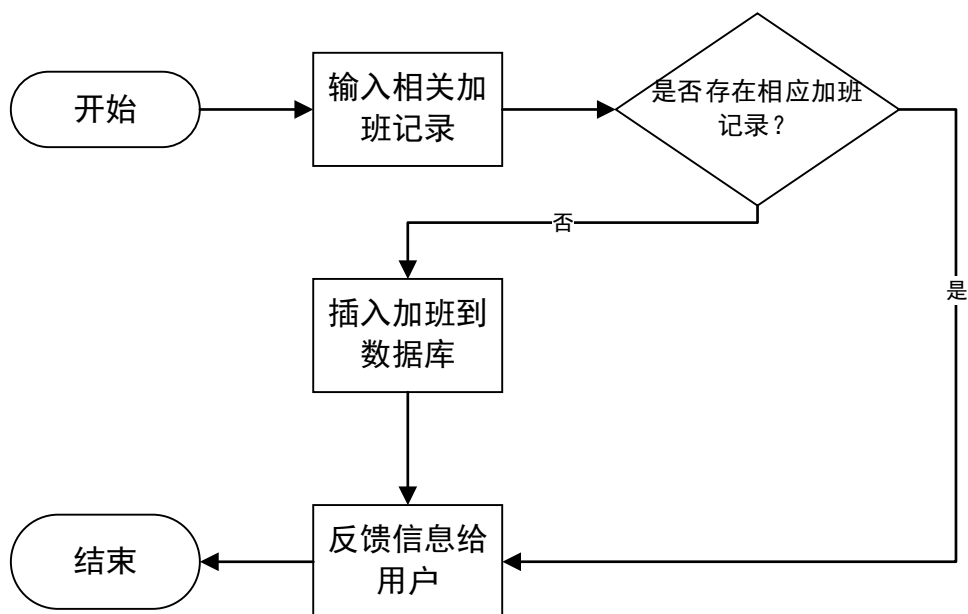 开始
输入相关加
班记录
是否存在相应加班
记录？
否
是
插入加班到
数据库
反馈信息给
用户
结束